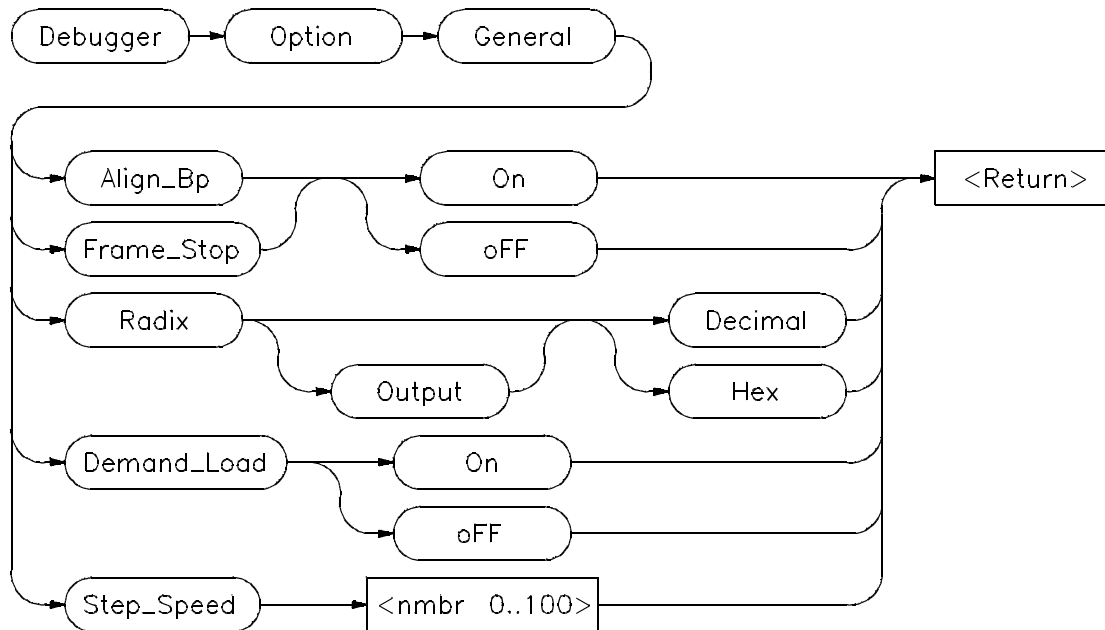 Debugger Option General
Align_Bp On <Return>
Frame_Stop oFF
Radix Decimal
Output Hex
Demand_Load On
oFF
Step_Speed <nmbr 0..100>